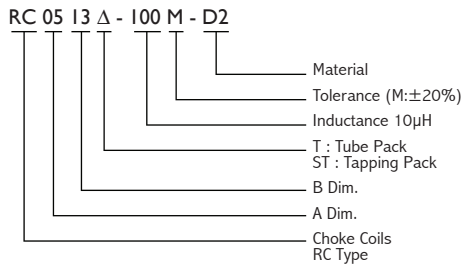 RC 05 13 Δ - 100 M - D2
Material
Tolerance (M:±20%)
Inductance 10μH
T : Tube Pack
ST : Tapping Pack
B Dim.
A Dim.
Choke Coils
RC Type